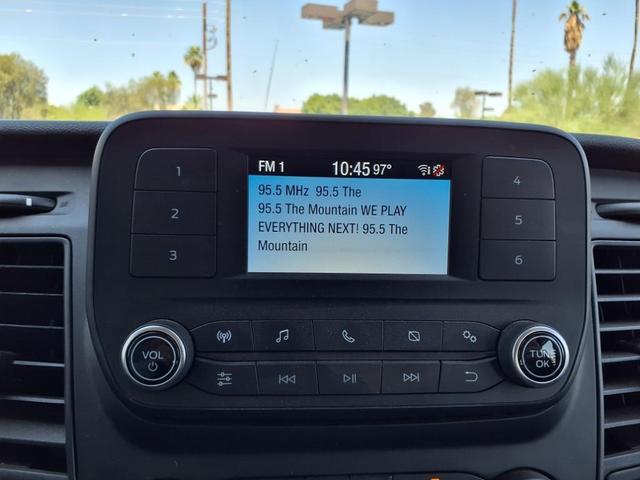 FM 1 10:45 97°
95.5 MHz 95.5 The
95.5 The Mountain WE PLAY
EVERYTHING NEXT! 95.5 The
Mountain
1
2
3
4
5
6
VOL
TUNE
OK